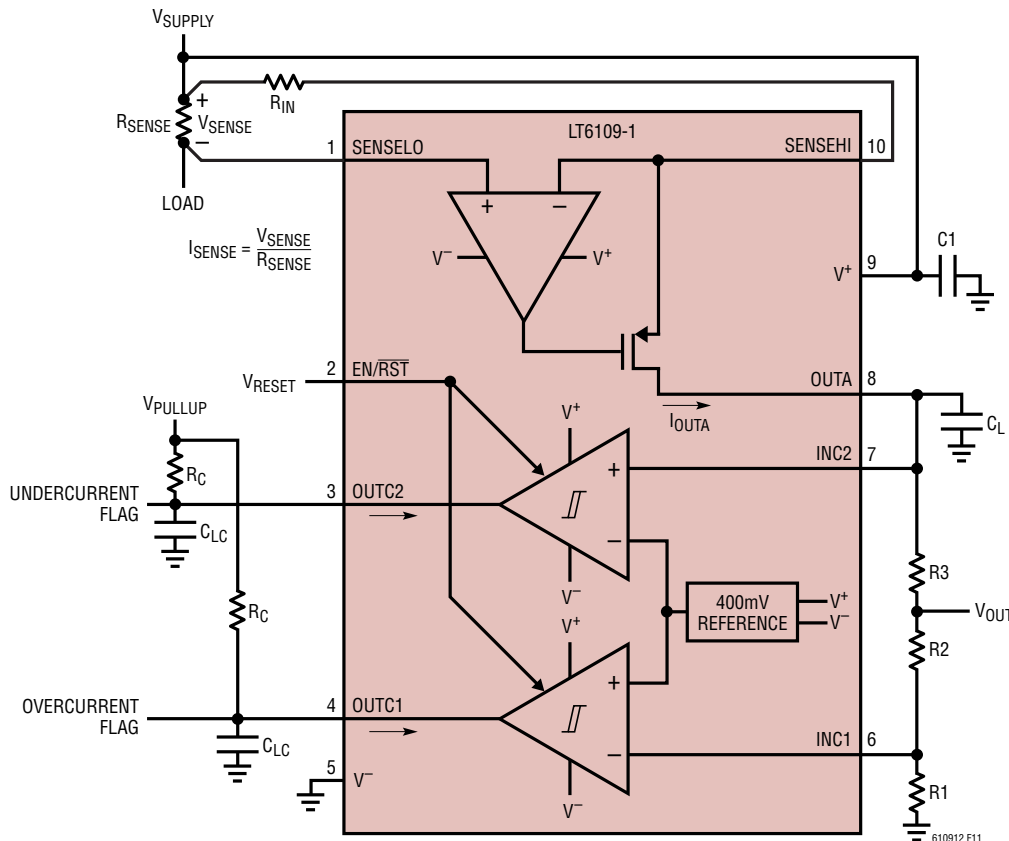 VSUPPLY
RIN
+
RSENSE
VSENSE
−
LT6109-1
1
SENSELO
SENSEHI
10
LOAD
+
−
ISENSE = VSENSE
RSENSE
V−
V+
V+
9
C1
2
EN/RST
VRESET
OUTA
8
IOUTA
CL
VPULLUP
V+
INC2
7
RC
+
UNDERCURRENT
FLAG
3
OUTC2
CLC
−
V−
R3
400mV
REFERENCE
V+
V−
VOUT
RC
V+
R2
+
OVERCURRENT
FLAG
4
OUTC1
−
INC1
6
CLC
5
V−
V−
R1
610912 F11